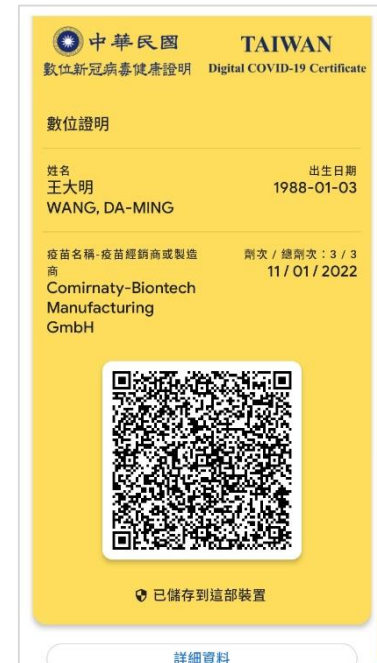 中華民國
TAIWAN
數位新冠病毒健康證明
Digital COVID-19 Certificate
數位證明
姓名
出生日期
王大明
1988-01-03
WANG, DA-MING
疫苗名稱-疫苗經銷商或製造
商
劑次 / 總劑次：3 / 3
11 / 01 / 2022
Comirnaty-Biontech
Manufacturing
GmbH
已儲存到這部裝置
詳細資料